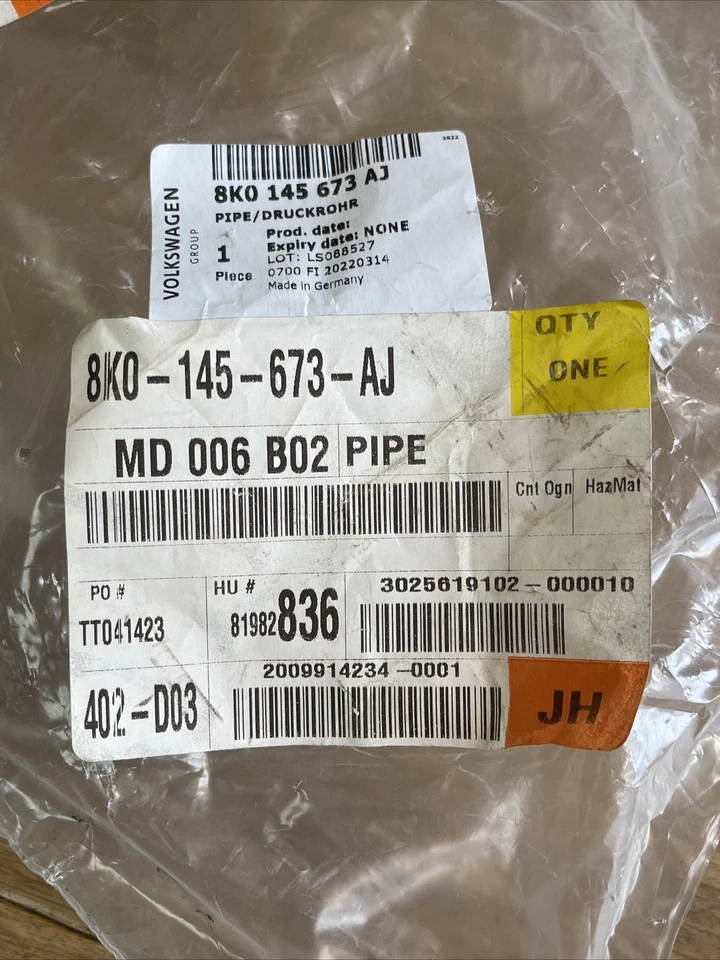 3822
8K0 145 673 AJ
PIPE/DRUCKROHR
Prod. date:
Expiry date: NONE
LOT: LS088527
0700 FI 20220314
Made in Germany
1
Piece
VOLKSWAGEN
GROUP
QTY
ONE
8K0-145-673-AJ
MD 006 B02 PIPE
Cnt Ogn HazMat
PO # HU # 3025619102-000010
TT041423 81982836
2009914234-0001
402-D03 JH